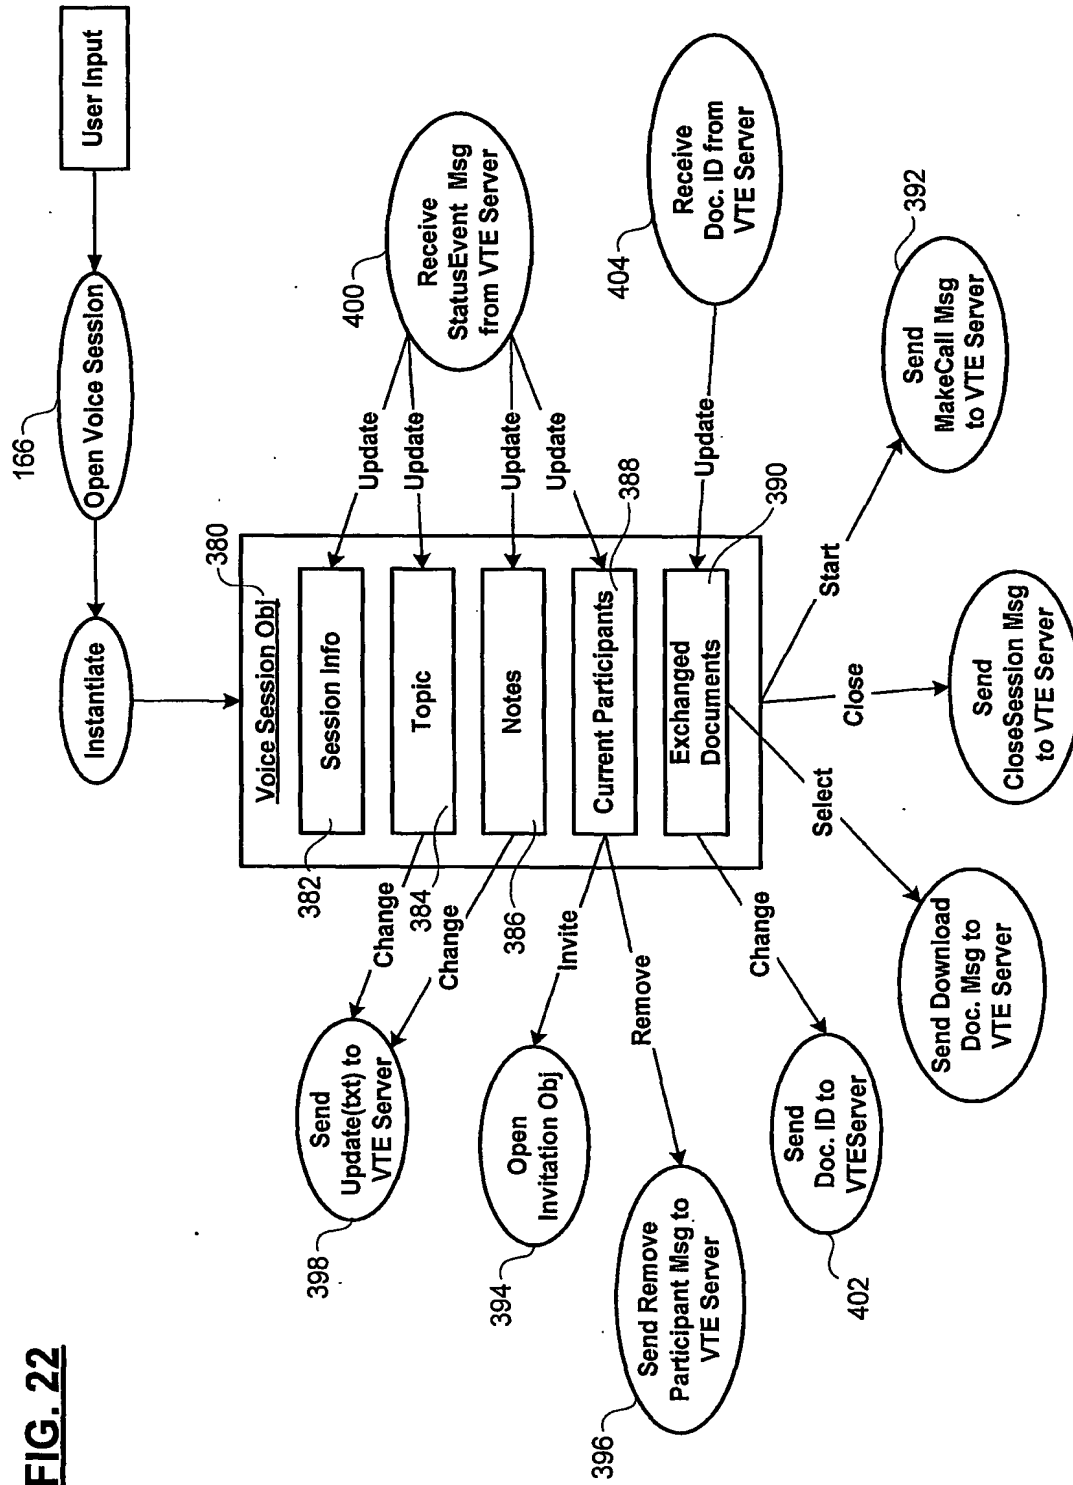 FIG. 22
User Input
166
Open Voice Session
Instantiate
380
Voice Session Obj
382
Session Info
384
Topic
386
Notes
Current Participants
388
Exchanged
Documents
390
Update
Update
Update
Update
Update
400
Receive
StatusEvent Msg
from VTE Server
404
Receive
Doc. ID from
VTE Server
Change
Change
Invite
Remove
Change
Select
Close
Start
398
Send
Update(txt) to
VTE Server
394
Open
Invitation Obj
396
Send Remove
Participant Msg to
VTE Server
402
Send
Doc. ID to
VTEServer
Send Download
Doc. Msg to
VTE Server
Send
CloseSession Msg
to VTE Server
392
Send
MakeCall Msg
to VTE Server